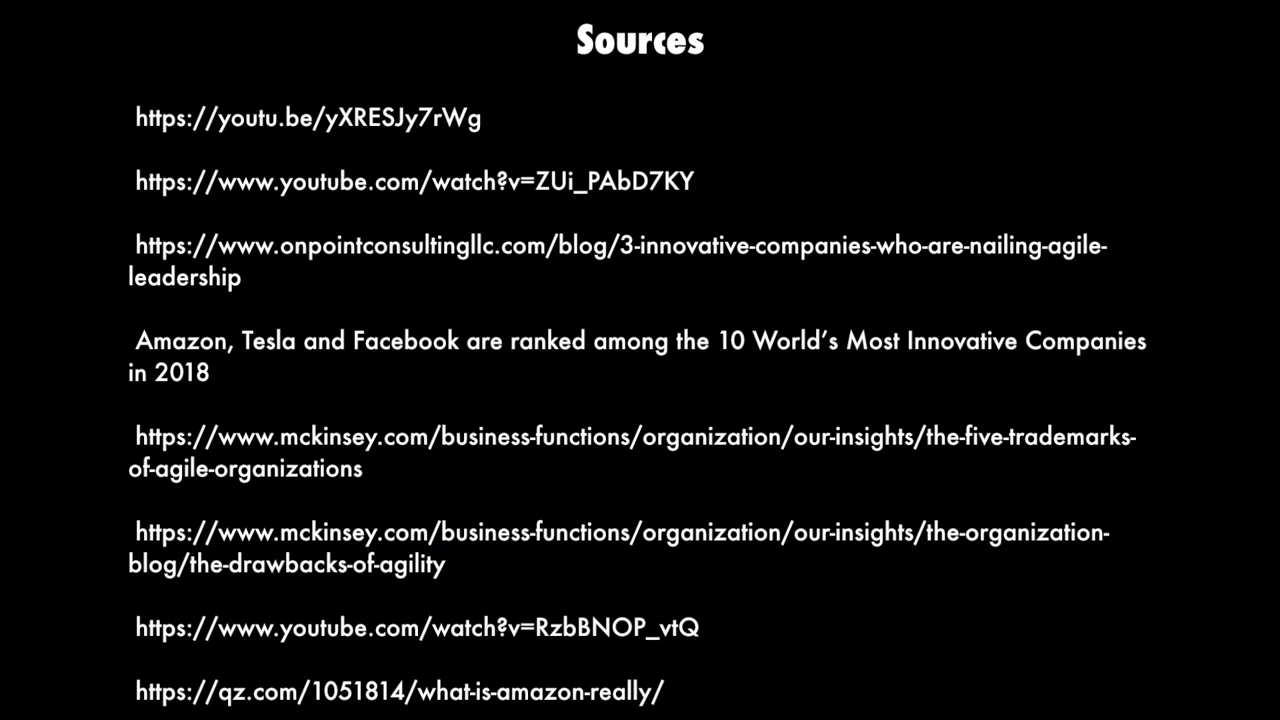 Sources
https://youtu.be/yXRESJy7rWg
https://www.youtube.com/watch?v=ZUi_PAbD7KY
https://www.onpointconsultingllc.com/blog/3-innovative-companies-who-are-nailing-agile-
leadership
Amazon, Tesla and Facebook are ranked among the 10 World’s Most Innovative Companies
in 2018
https://www.mckinsey.com/business-functions/organization/our-insights/the-five-trademarks-
of-agile-organizations
https://www.mckinsey.com/business-functions/organization/our-insights/the-organization-
blog/the-drawbacks-of-agility
https://www.youtube.com/watch?v=RzbBNOP_vtQ
https://qz.com/1051814/what-is-amazon-really/